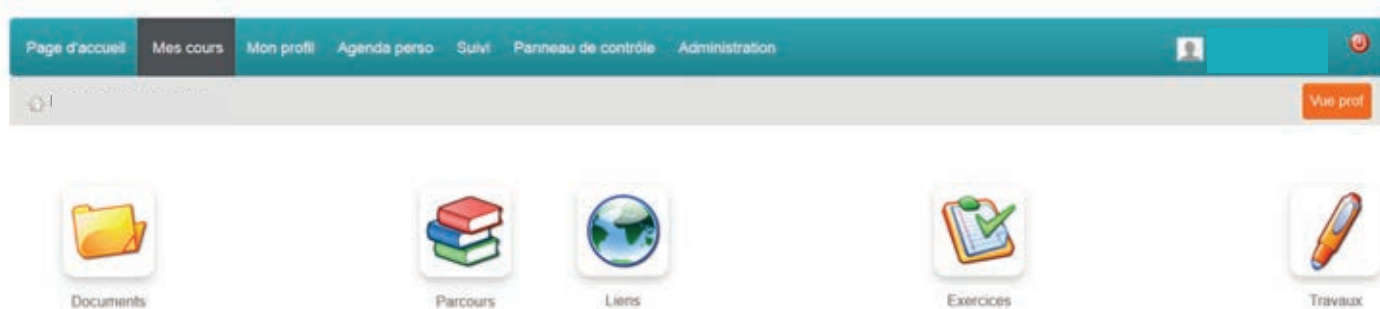 Page d'accueil Mes cours Mon profil Agenda perso Suivi Panneau de contrôle Administration
Vue prof
Documents Parcours Liens Exercices Travaux